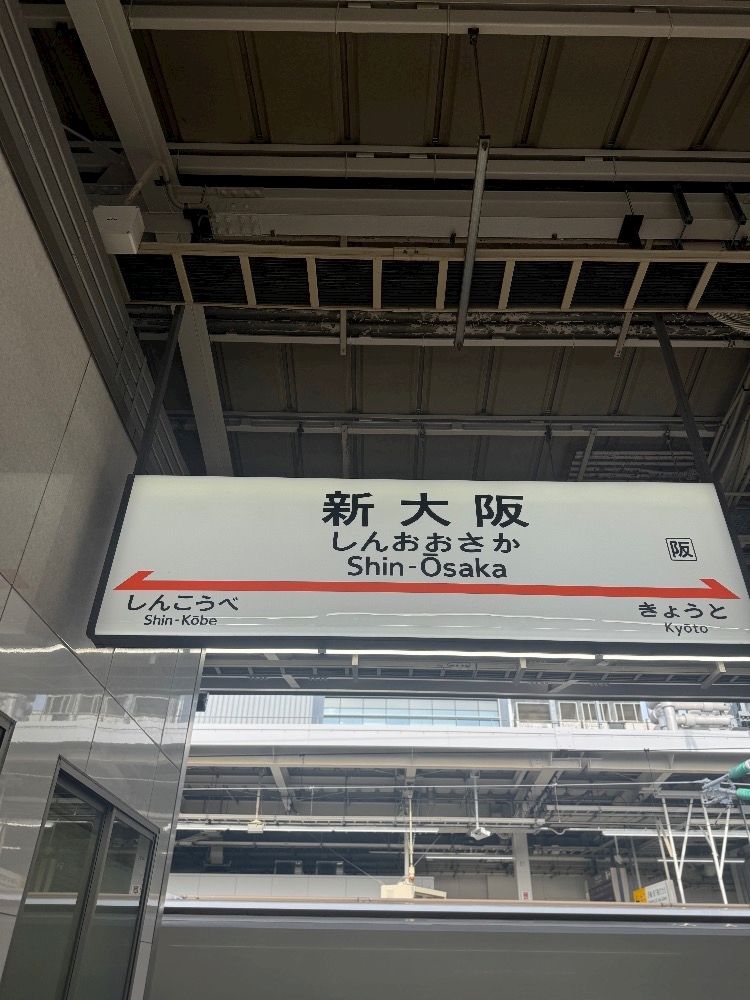 新大阪
しんおおさか
Shin-Ōsaka
阪
しんこうべ
Shin-Kōbe
きょうと
Kyōto